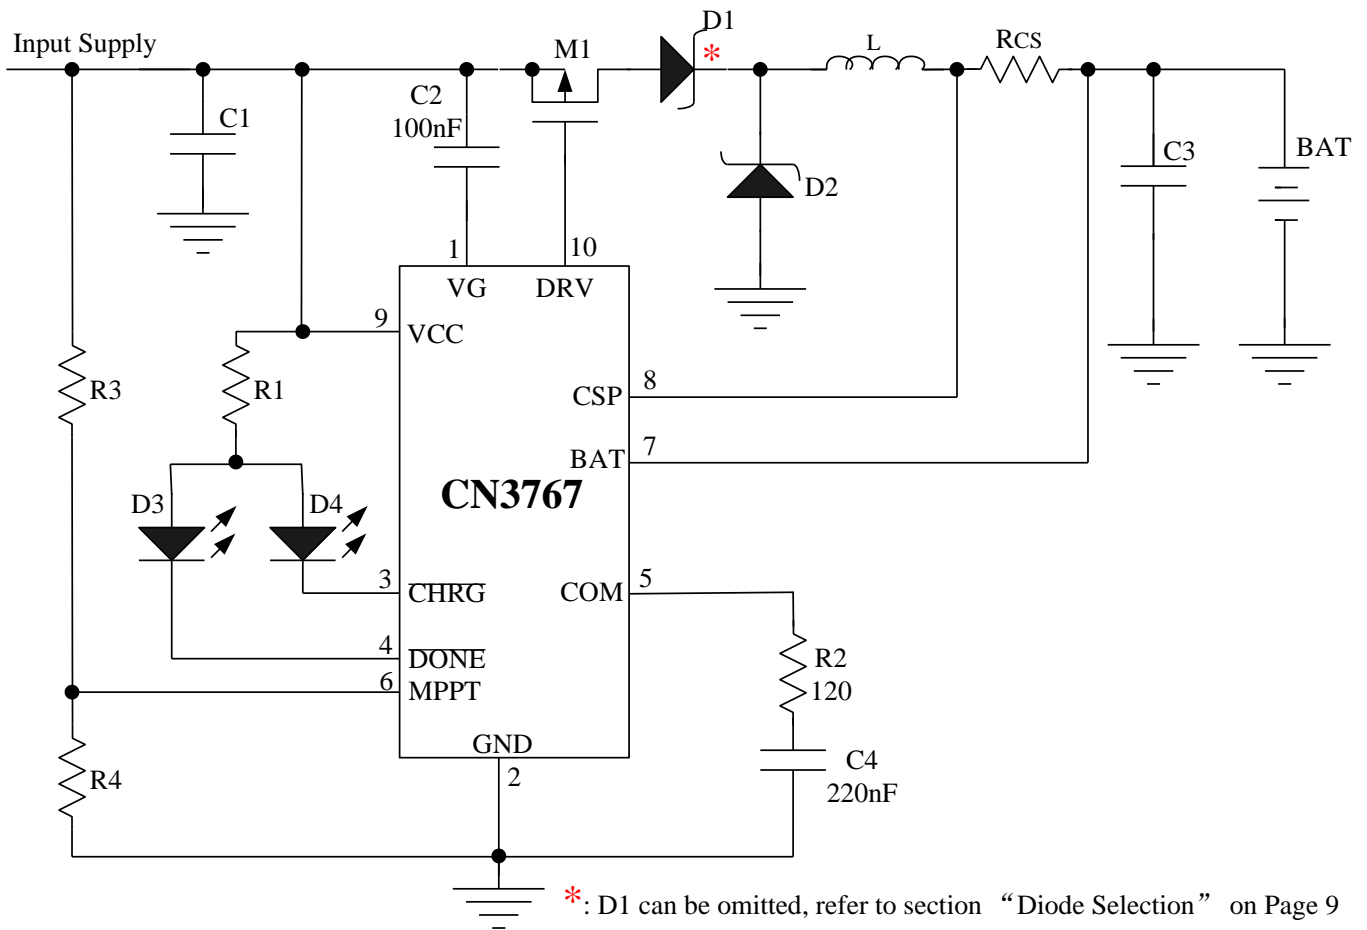 Input Supply
D1
*
M1
L
RCS
C2
100nF
C1
C3
BAT
D2
1
10
VG
DRV
9
VCC
R3
R1
8
CSP
7
BAT
CN3767
D3
D4
3
CHRG
5
COM
4
DONE
6
MPPT
R2
120
GND
2
R4
C4
220nF
*: D1 can be omitted, refer to section “Diode Selection” on Page 9